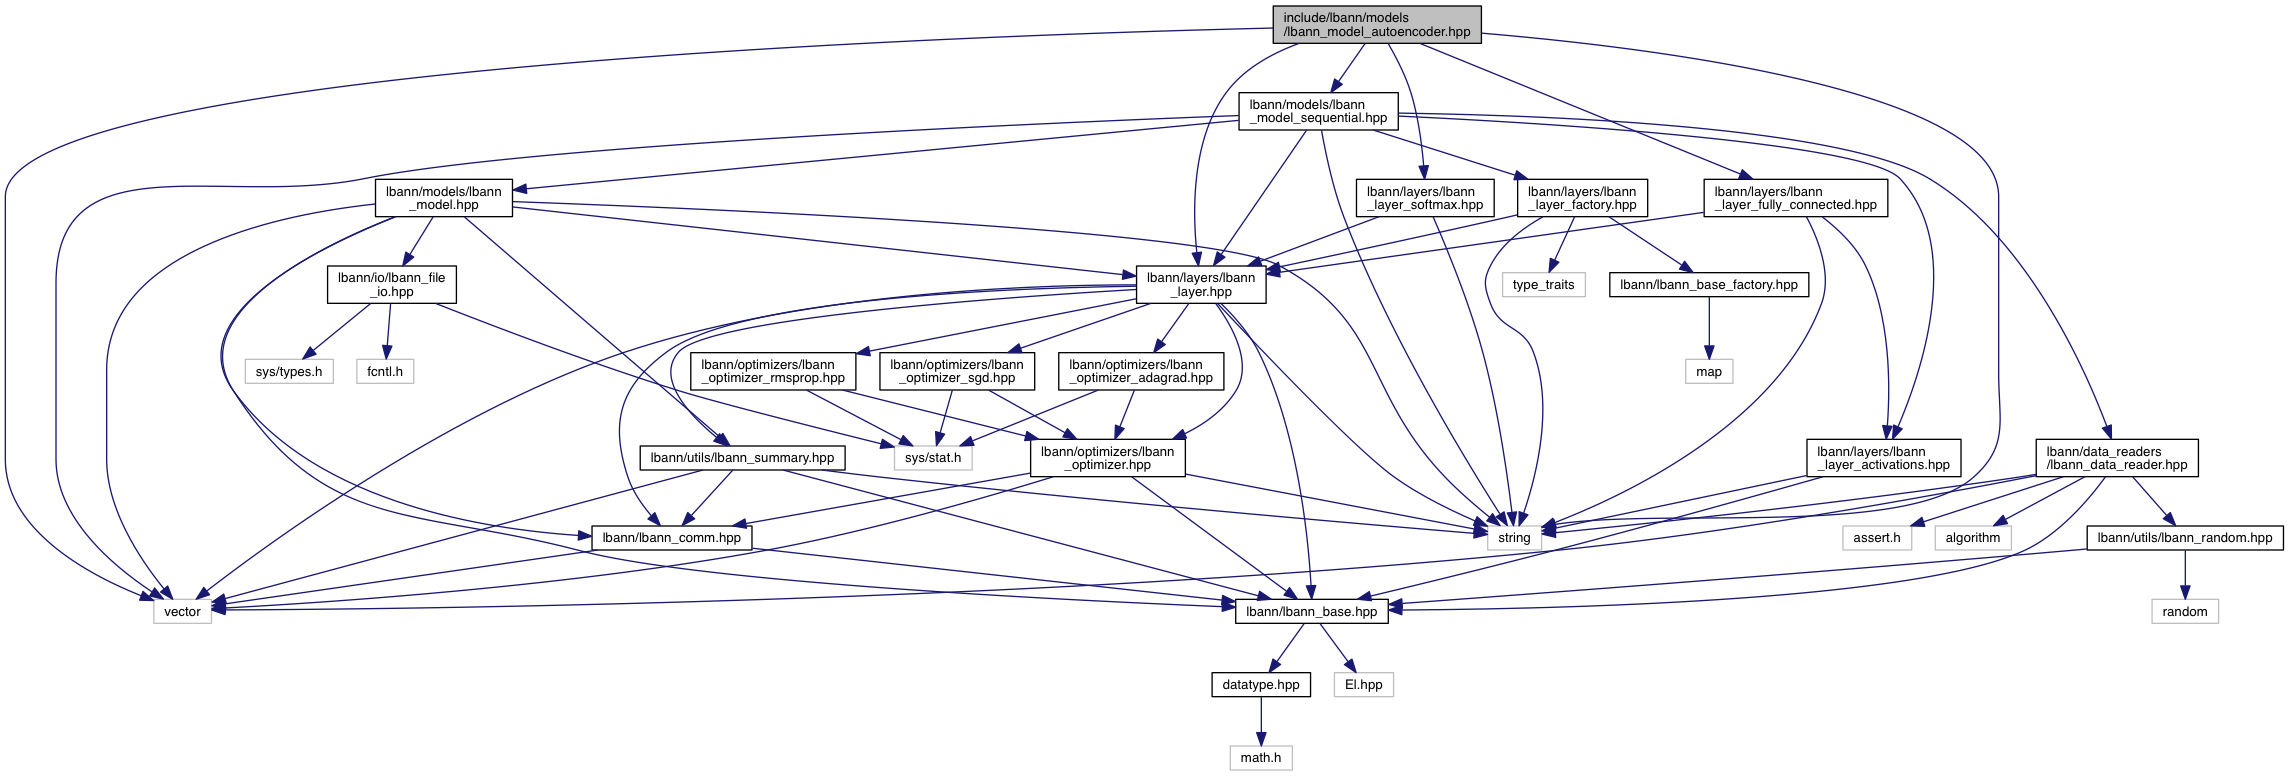 include/lbann/models
/lbann_model_autoencoder.hpp
lbann/models/lbann
_model_sequential.hpp
lbann/models/lbann
_model.hpp
lbann/layers/lbann
_layer_softmax.hpp
lbann/layers/lbann
_layer_factory.hpp
lbann/layers/lbann
_layer_fully_connected.hpp
lbann/io/lbann_file
_io.hpp
lbann/layers/lbann
_layer.hpp
type_traits
lbann/lbann_base_factory.hpp
sys/types.h
fcntl.h
lbann/optimizers/lbann
_optimizer_rmsprop.hpp
lbann/optimizers/lbann
_optimizer_sgd.hpp
lbann/optimizers/lbann
_optimizer_adagrad.hpp
map
lbann/utils/lbann_summary.hpp
sys/stat.h
lbann/optimizers/lbann
_optimizer.hpp
lbann/layers/lbann
_layer_activations.hpp
lbann/data_readers
/lbann_data_reader.hpp
lbann/lbann_comm.hpp
string
assert.h
algorithm
lbann/utils/lbann_random.hpp
vector
lbann/lbann_base.hpp
random
datatype.hpp
El.hpp
math.h